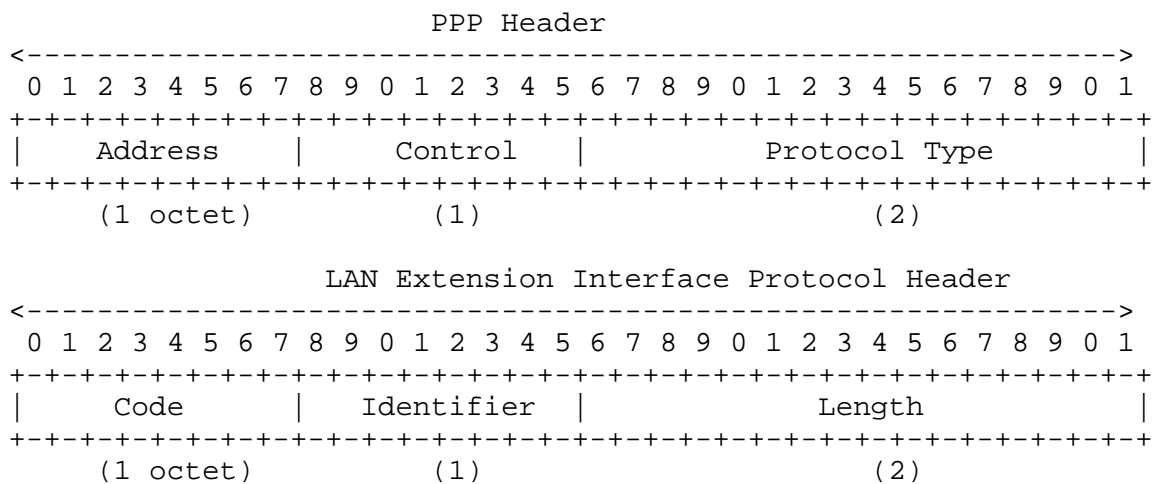 PPP Header
<-------------------------------------------------------------->
0 1 2 3 4 5 6 7 8 9 0 1 2 3 4 5 6 7 8 9 0 1 2 3 4 5 6 7 8 9 0 1
+-+-+-+-+-+-+-+-+-+-+-+-+-+-+-+-+-+-+-+-+-+-+-+-+-+-+-+-+-+-+-+-+
|    Address    |    Control    |         Protocol Type         |
+-+-+-+-+-+-+-+-+-+-+-+-+-+-+-+-+-+-+-+-+-+-+-+-+-+-+-+-+-+-+-+-+
(1 octet) (1) (2)
LAN Extension Interface Protocol Header
<-------------------------------------------------------------->
0 1 2 3 4 5 6 7 8 9 0 1 2 3 4 5 6 7 8 9 0 1 2 3 4 5 6 7 8 9 0 1
+-+-+-+-+-+-+-+-+-+-+-+-+-+-+-+-+-+-+-+-+-+-+-+-+-+-+-+-+-+-+-+-+
|     Code      |   Identifier  |            Length             |
+-+-+-+-+-+-+-+-+-+-+-+-+-+-+-+-+-+-+-+-+-+-+-+-+-+-+-+-+-+-+-+-+
(1 octet) (1) (2)